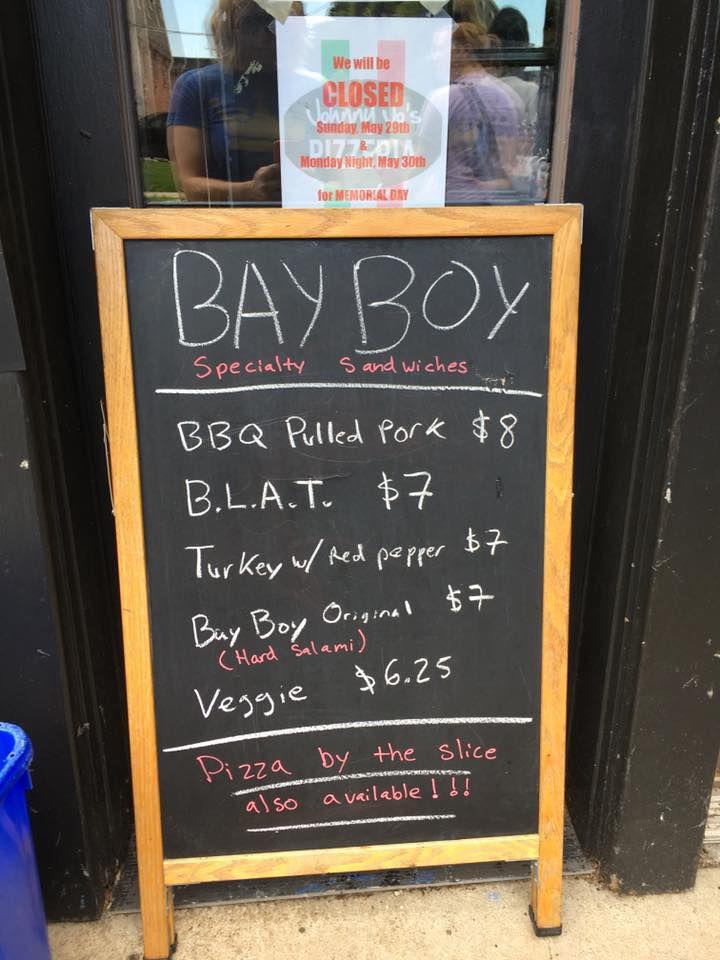 We will be
CLOSED
Sunday, May 29th
&
PIZZERIA
Monday Night, May 30th
for MEMORIAL DAY
BAY BOY
Specialty Sandwiches
BBQ Pulled Pork $8
B.L.A.T. $7
Turkey w/ Red pepper $7
Bay Boy Original $7
(Hard Salami)
Veggie $6.25
Pizza by the slice
also available!!!